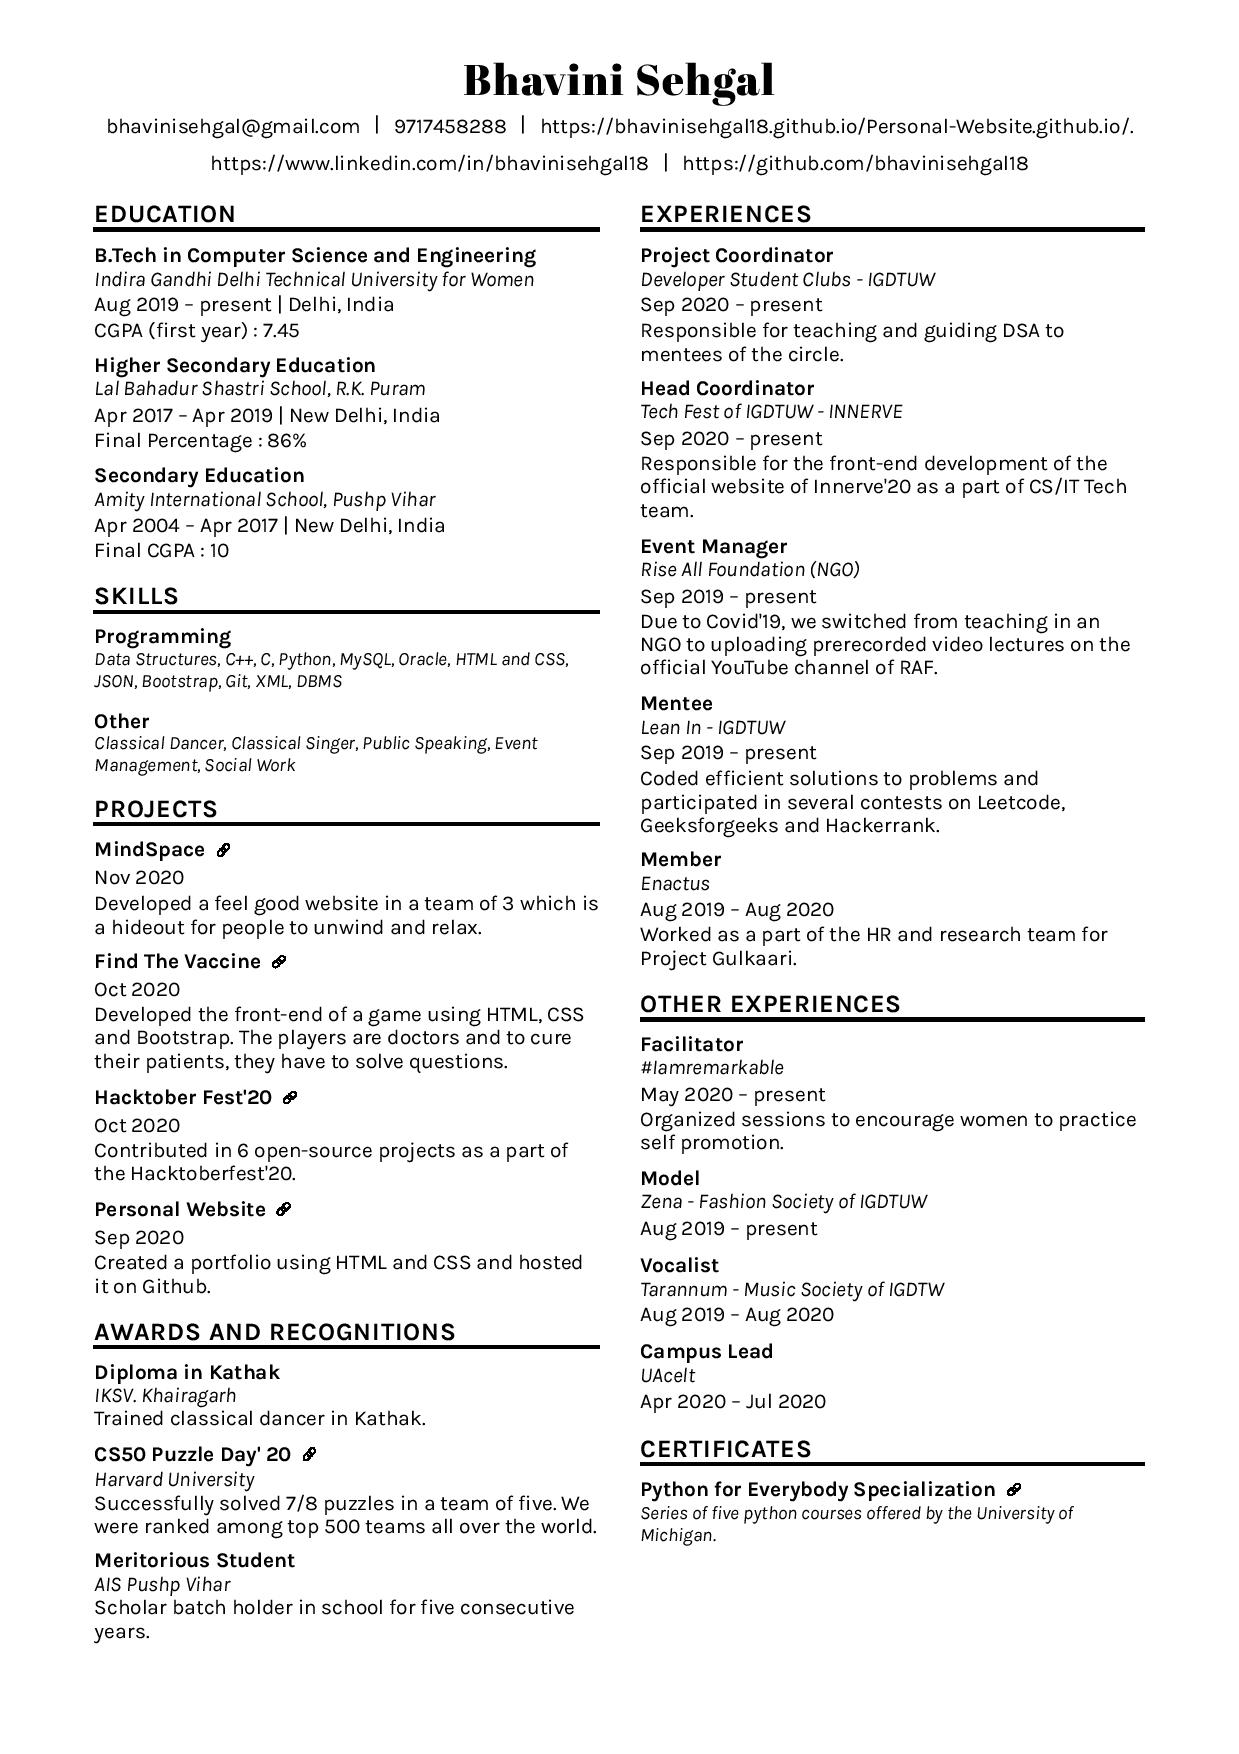 Bhavini Sehgal
bhavinisehgal@gmail.com | 9717458288 | https://bhavinisehgal18.github.io/Personal-Website.github.io/.
https://www.linkedin.com/in/bhavinisehgal18 | https://github.com/bhavinisehgal18
EDUCATION
B.Tech in Computer Science and Engineering
Indira Gandhi Delhi Technical University for Women
Aug 2019 – present | Delhi, India
CGPA (first year) : 7.45
Higher Secondary Education
Lal Bahadur Shastri School, R.K. Puram
Apr 2017 – Apr 2019 | New Delhi, India
Final Percentage : 86%
Secondary Education
Amity International School, Pushp Vihar
Apr 2004 – Apr 2017 | New Delhi, India
Final CGPA : 10
SKILLS
Programming
Data Structures, C++, C, Python, MySQL, Oracle, HTML and CSS,
JSON, Bootstrap, Git, XML, DBMS
Other
Classical Dancer, Classical Singer, Public Speaking, Event
Management, Social Work
PROJECTS
MindSpace
Nov 2020
Developed a feel good website in a team of 3 which is
a hideout for people to unwind and relax.
Find The Vaccine
Oct 2020
Developed the front-end of a game using HTML, CSS
and Bootstrap. The players are doctors and to cure
their patients, they have to solve questions.
Hacktober Fest'20
Oct 2020
Contributed in 6 open-source projects as a part of
the Hacktoberfest'20.
Personal Website
Sep 2020
Created a portfolio using HTML and CSS and hosted
it on Github.
AWARDS AND RECOGNITIONS
Diploma in Kathak
IKSV. Khairagarh
Trained classical dancer in Kathak.
CS50 Puzzle Day' 20
Harvard University
Successfully solved 7/8 puzzles in a team of five. We
were ranked among top 500 teams all over the world.
Meritorious Student
AIS Pushp Vihar
Scholar batch holder in school for five consecutive
years.
EXPERIENCES
Project Coordinator
Developer Student Clubs - IGDTUW
Sep 2020 – present
Responsible for teaching and guiding DSA to
mentees of the circle.
Head Coordinator
Tech Fest of IGDTUW - INNERVE
Sep 2020 – present
Responsible for the front-end development of the
official website of Innerve'20 as a part of CS/IT Tech
team.
Event Manager
Rise All Foundation (NGO)
Sep 2019 – present
Due to Covid'19, we switched from teaching in an
NGO to uploading prerecorded video lectures on the
official YouTube channel of RAF.
Mentee
Lean In - IGDTUW
Sep 2019 – present
Coded efficient solutions to problems and
participated in several contests on Leetcode,
Geeksforgeeks and Hackerrank.
Member
Enactus
Aug 2019 – Aug 2020
Worked as a part of the HR and research team for
Project Gulkaari.
OTHER EXPERIENCES
Facilitator
#Iamremarkable
May 2020 – present
Organized sessions to encourage women to practice
self promotion.
Model
Zena - Fashion Society of IGDTUW
Aug 2019 – present
Vocalist
Tarannum - Music Society of IGDTW
Aug 2019 – Aug 2020
Campus Lead
UAceIt
Apr 2020 – Jul 2020
CERTIFICATES
Python for Everybody Specialization
Series of five python courses offered by the University of
Michigan.